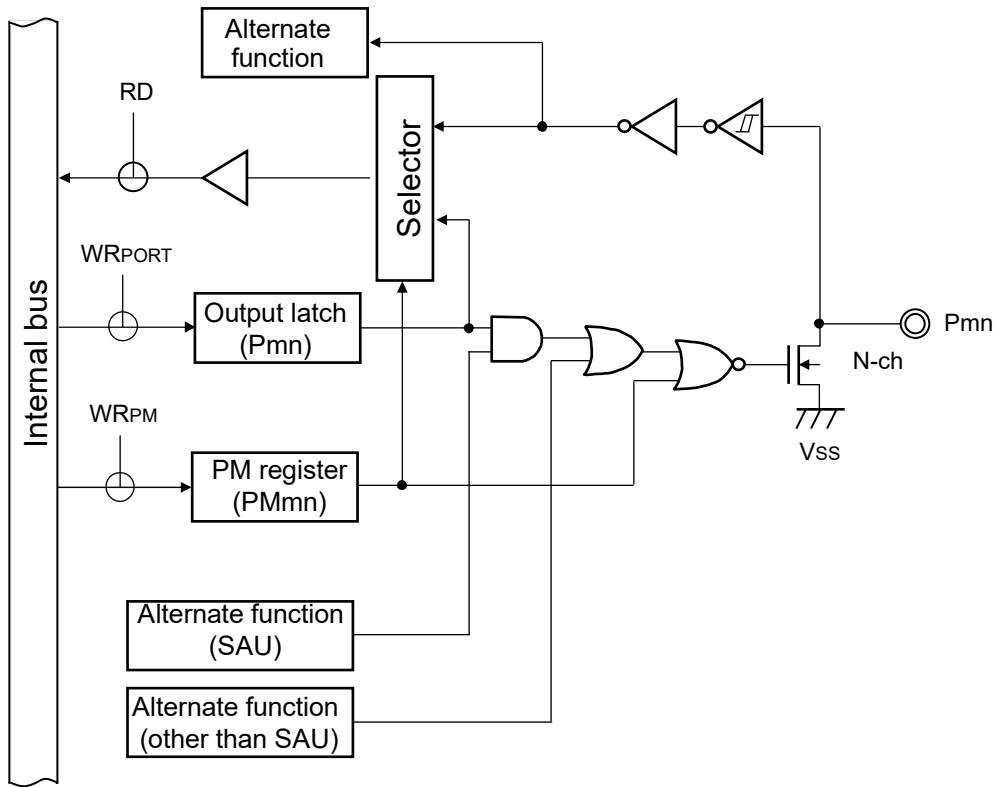 Alternate
function
RD
Selector
WRPORT
Output latch
(Pmn)
Internal bus
Pmn
N-ch
WRPM
VSS
PM register
(PMmn)
Alternate function
(SAU)
Alternate function
(other than SAU)